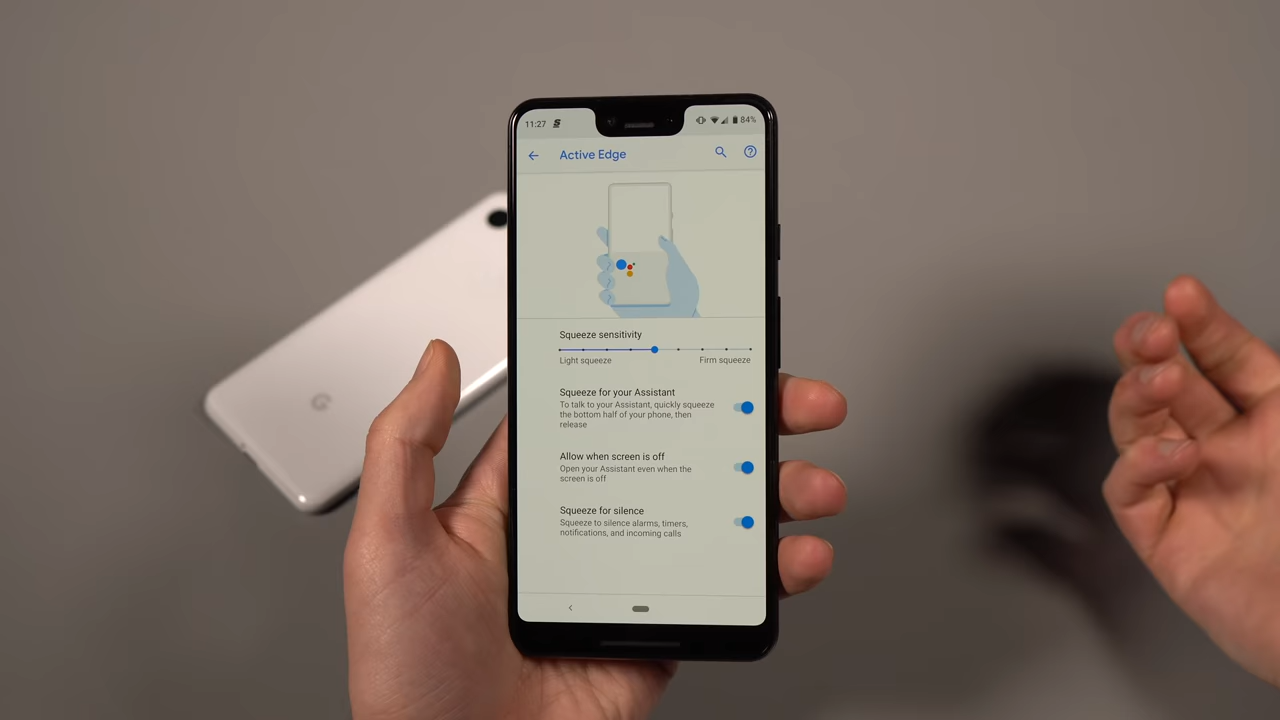 11:27 84%
Active Edge
Squeeze sensitivity
Light squeeze Firm squeeze
Squeeze for your Assistant
To talk to your Assistant, quickly squeeze
the bottom half of your phone, then
release
Allow when screen is off
Open your Assistant even when the
screen is off
Squeeze for silence
Squeeze to silence alarms, timers,
notifications, and incoming calls
G